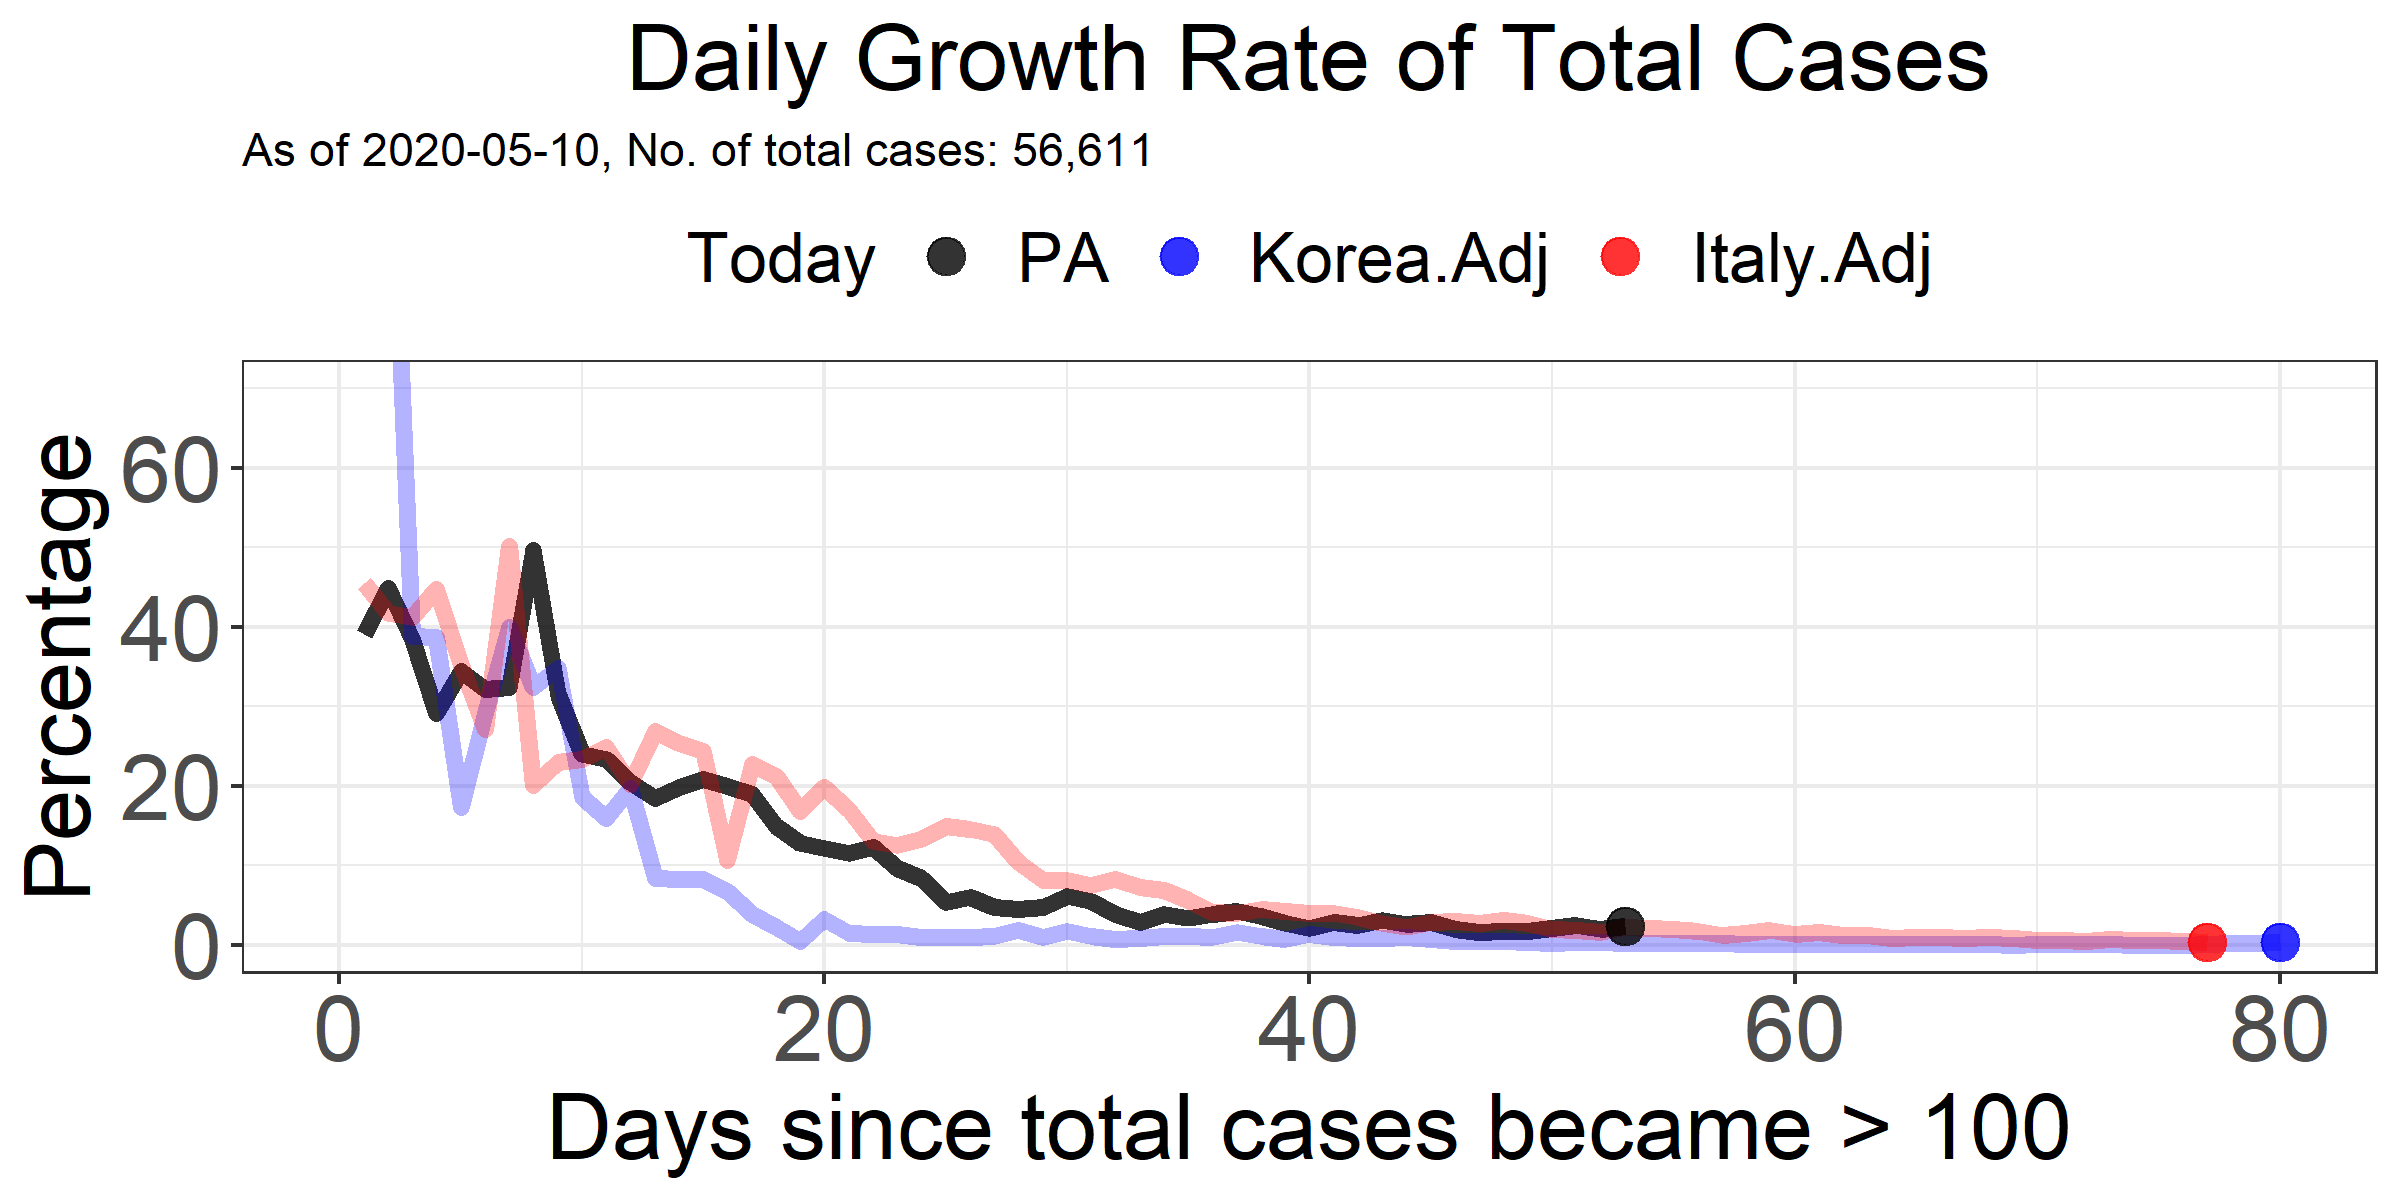 Daily Growth Rate of Total Cases
As of 2020-05-10, No. of total cases: 56,611
Today PA Korea.Adj Italy.Adj
Percentage
60
40
20
0
0 20 40 60 80
Days since total cases became > 100